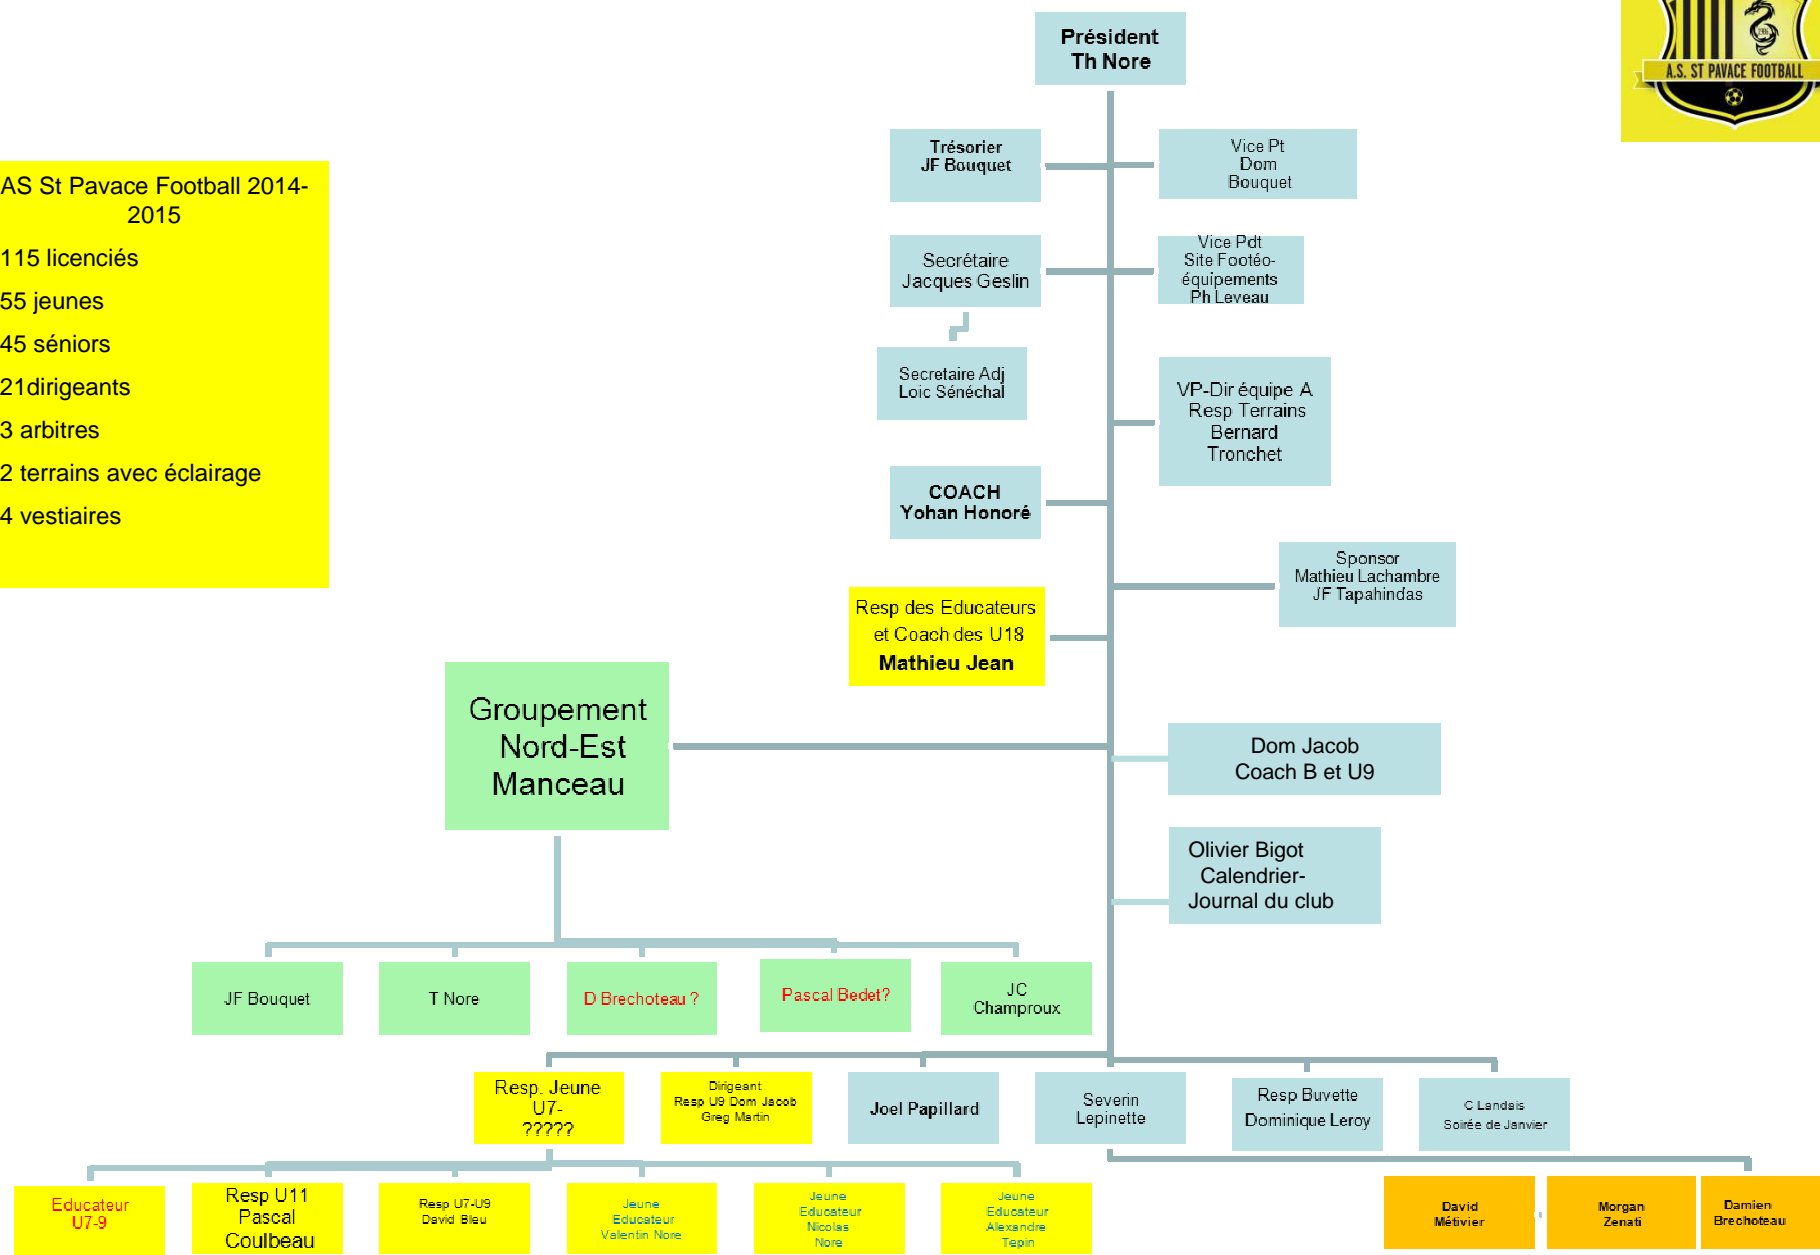 Président
Th Nore
1986
A.S. ST PAVACE FOOTBALL
AS St Pavace Football 2014-
2015
115 licenciés
55 jeunes
45 séniors
21dirigeants
3 arbitres
2 terrains avec éclairage
4 vestiaires
Trésorier
JF Bouquet
Vice Pt
Dom
Bouquet
Secrétaire
Jacques Geslin
Vice Pdt
Site Footéo-
équipements
Ph Leveau
Secretaire Adj
Loic Sénéchal
VP-Dir équipe A
Resp Terrains
Bernard
Tronchet
COACH
Yohan Honoré
Sponsor
Mathieu Lachambre
JF Tapahindas
Resp des Educateurs
et Coach des U18
Mathieu Jean
Groupement
Nord-Est
Manceau
Dom Jacob
Coach B et U9
Olivier Bigot
Calendrier-
Journal du club
JF Bouquet
T Nore
D Brechoteau ?
Pascal Bedet?
JC
Champroux
Resp. Jeune
U7-
?????
Dirigeant
Resp U9 Dom Jacob
Greg Martin
Joel Papillard
Severin
Lepinette
Resp Buvette
Dominique Leroy
C Landais
Soirée de Janvier
Educateur
U7-9
Resp U11
Pascal
Coulbeau
Resp U7-U9
David Bleu
Jeune
Educateur
Valentin Nore
Jeune
Educateur
Nicolas
Nore
Jeune
Educateur
Alexandre
Tepin
David
Métivier
Morgan
Zenati
Damien
Brechoteau